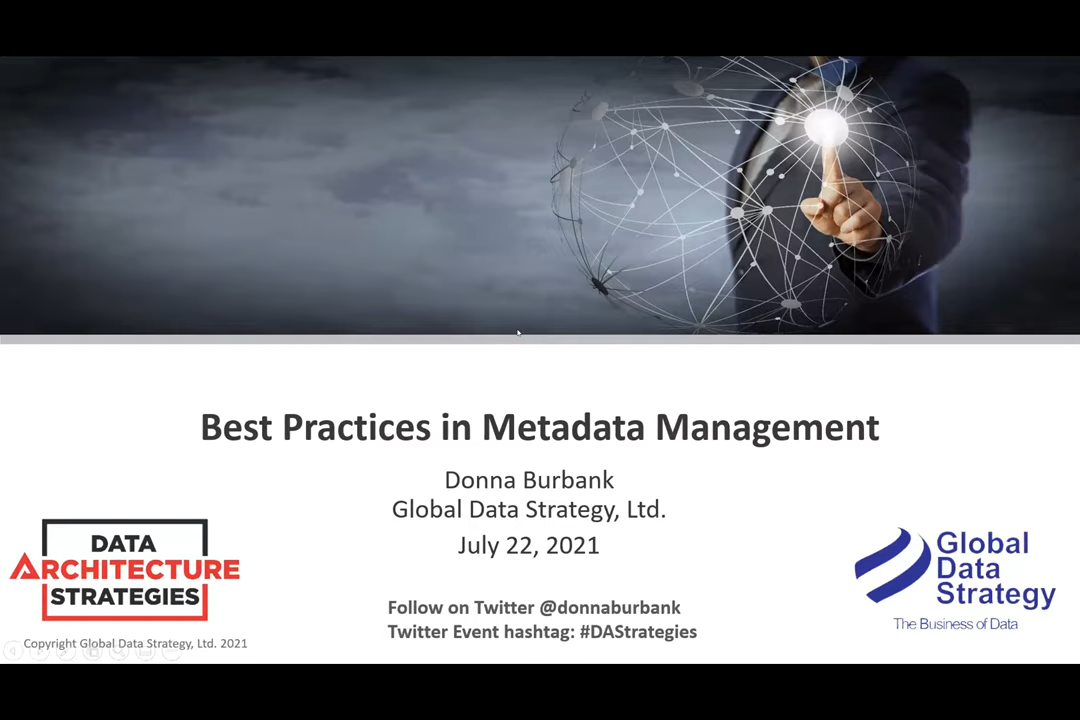 Best Practices in Metadata Management
Donna Burbank
Global Data Strategy, Ltd.
July 22, 2021
DATA
ARCHITECTURE
STRATEGIES
Global
Data
Strategy
The Business of Data
Follow on Twitter @donnaburbank
Twitter Event hashtag: #DAStrategies
Copyright Global Data Strategy, Ltd. 2021